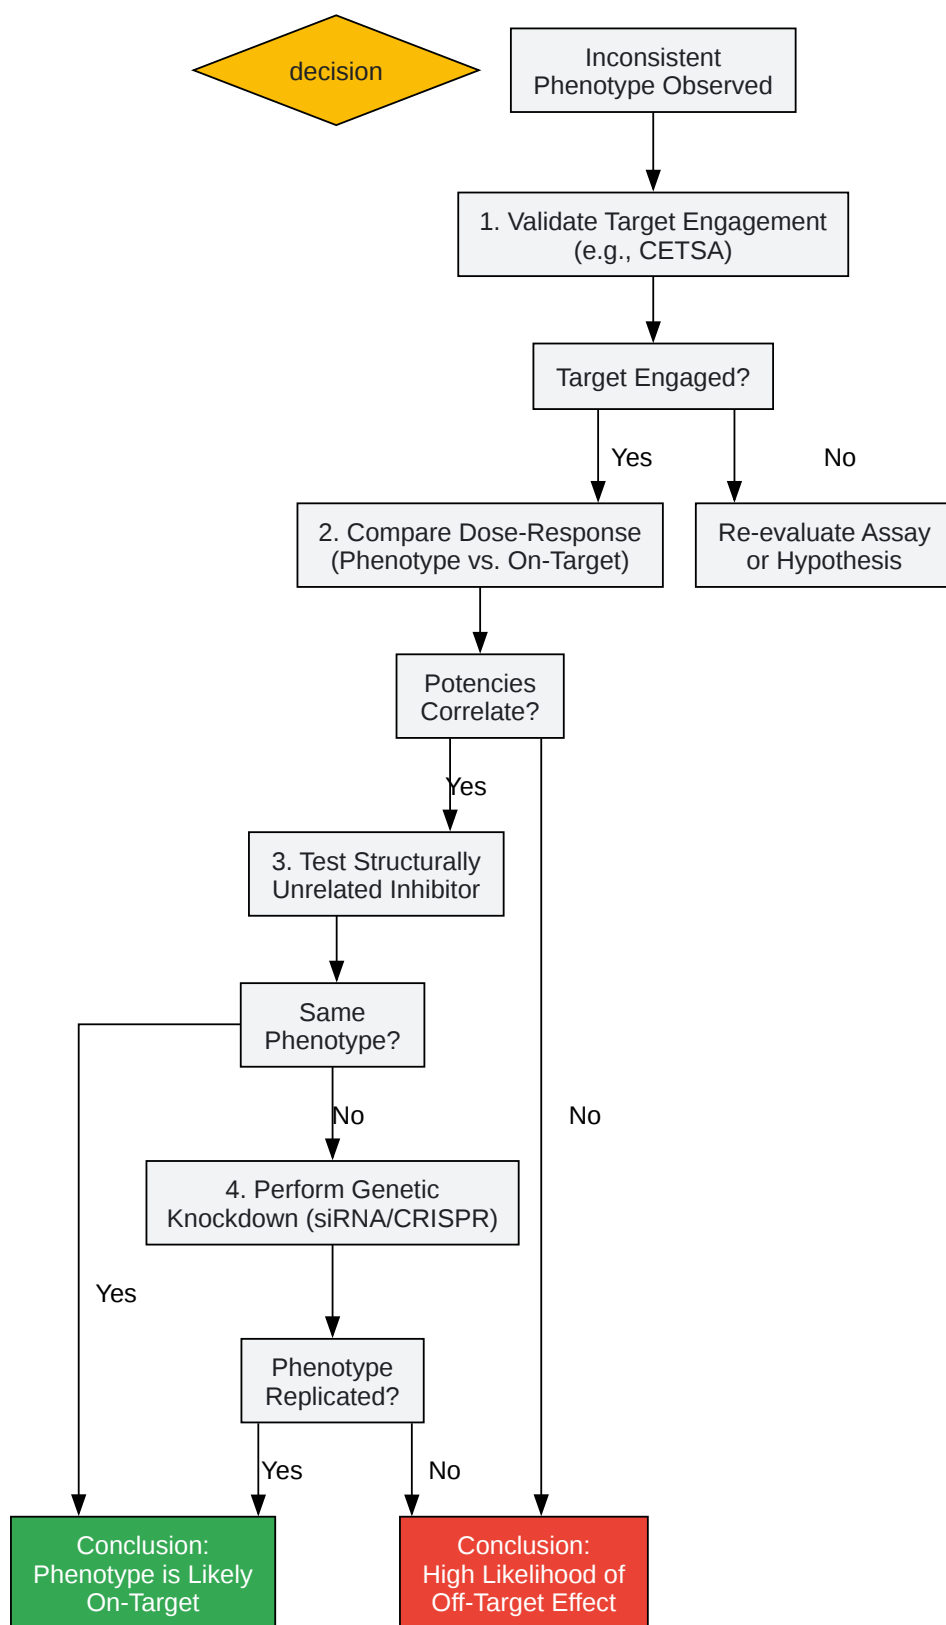 decision
Inconsistent
Phenotype Observed
1. Validate Target Engagement
(e.g., CETSA)
Target Engaged?
Yes
No
2. Compare Dose-Response
(Phenotype vs. On-Target)
Re-evaluate Assay
or Hypothesis
Potencies
Correlate?
Yes
3. Test Structurally
Unrelated Inhibitor
Same
Phenotype?
No
No
4. Perform Genetic
Knockdown (siRNA/CRISPR)
Yes
Phenotype
Replicated?
Yes
No
Conclusion:
Phenotype is Likely
On-Target
Conclusion:
High Likelihood of
Off-Target Effect